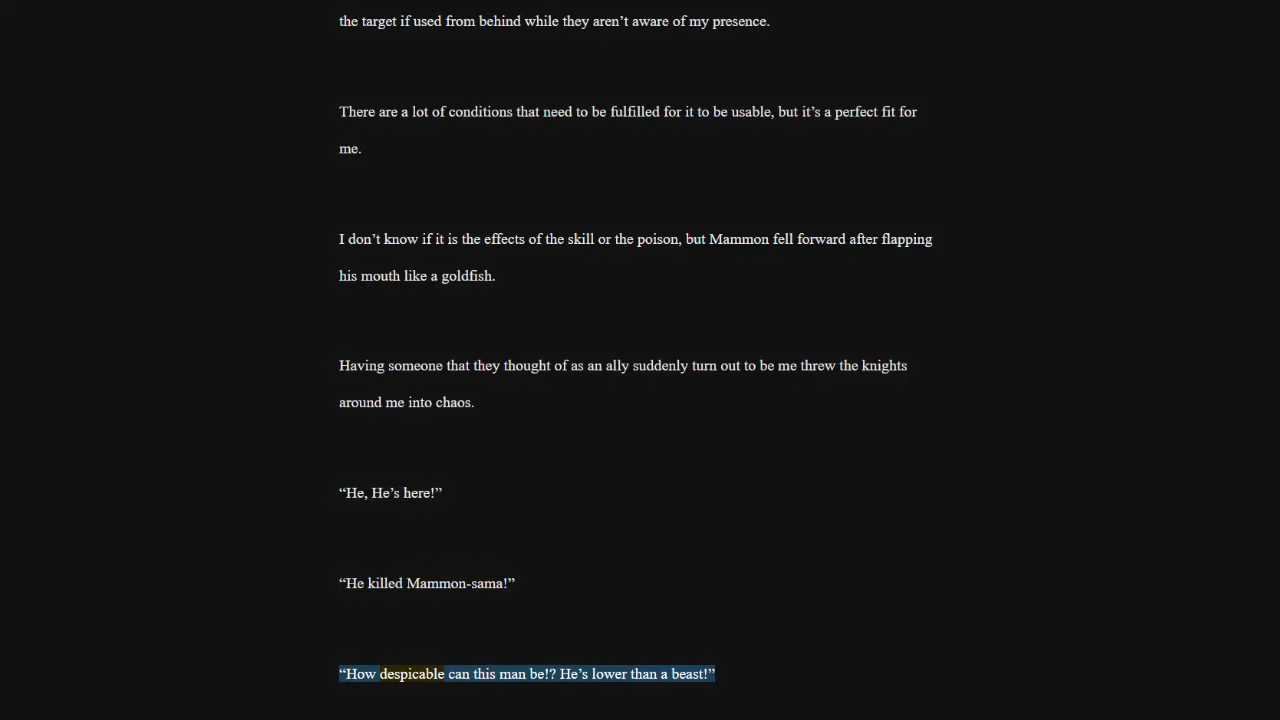 the target if used from behind while they aren’t aware of my presence.
There are a lot of conditions that need to be fulfilled for it to be usable, but it’s a perfect fit for
me.
I don’t know if it is the effects of the skill or the poison, but Mammon fell forward after flapping
his mouth like a goldfish.
Having someone that they thought of as an ally suddenly turn out to be me threw the knights
around me into chaos.
“He, He’s here!”
“He killed Mammon-sama!”
“How despicable can this man be!? He’s lower than a beast!”